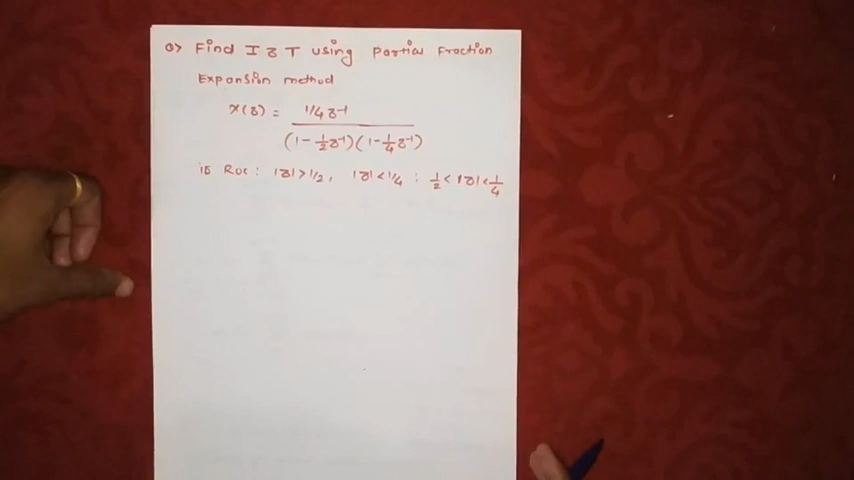 Q> Find I z T using Partial Fraction
Expansion method
X(z) = 1/4 z⁻¹ / (1 - 1/2 z⁻¹)(1 - 1/4 z⁻¹)
if ROC : |z| > 1/2, |z| < 1/4 : 1/2 < |z| < 1/4